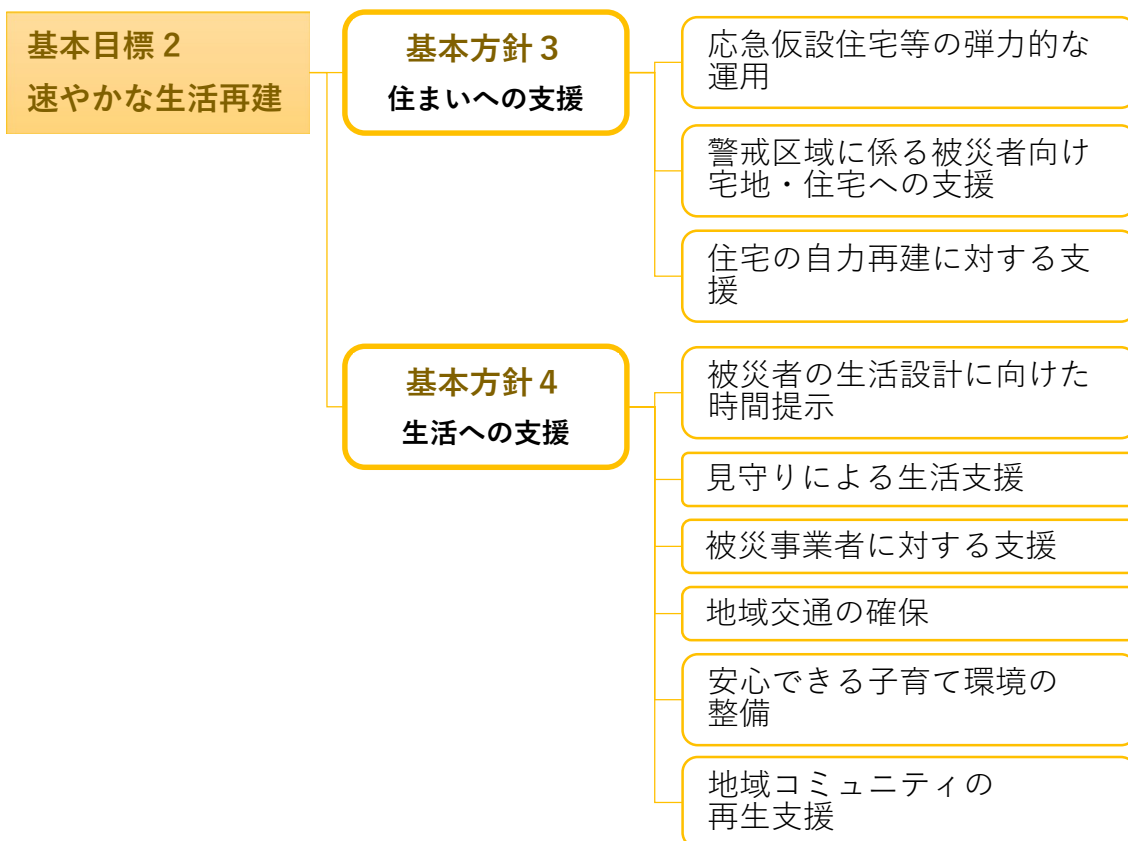 基本目標２
速やかな生活再建
基本方針３
住まいへの支援
応急仮設住宅等の弾力的な
運用
警戒区域に係る被災者向け
宅地・住宅への支援
住宅の自力再建に対する支
援
基本方針４
生活への支援
被災者の生活設計に向けた
時間提示
見守りによる生活支援
被災事業者に対する支援
地域交通の確保
安心できる子育て環境の
整備
地域コミュニティの
再生支援